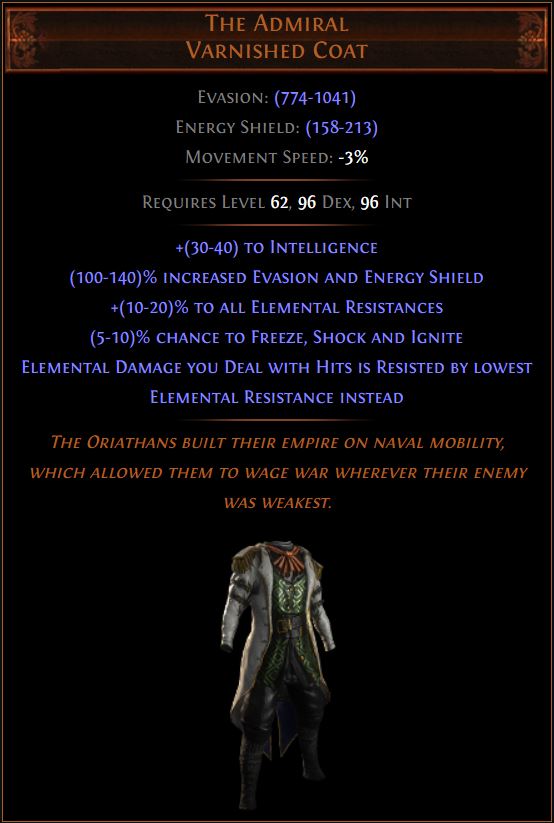 The Admiral
Varnished Coat
Evasion: (774-1041)
Energy Shield: (158-213)
Movement Speed: -3%
Requires Level 62, 96 Dex, 96 Int
+(30-40) to Intelligence
(100-140)% increased Evasion and Energy Shield
+(10-20)% to all Elemental Resistances
(5-10)% chance to Freeze, Shock and Ignite
Elemental Damage you Deal with Hits is Resisted by lowest
Elemental Resistance instead
The Oriathans built their empire on naval mobility,
which allowed them to wage war wherever their enemy
was weakest.